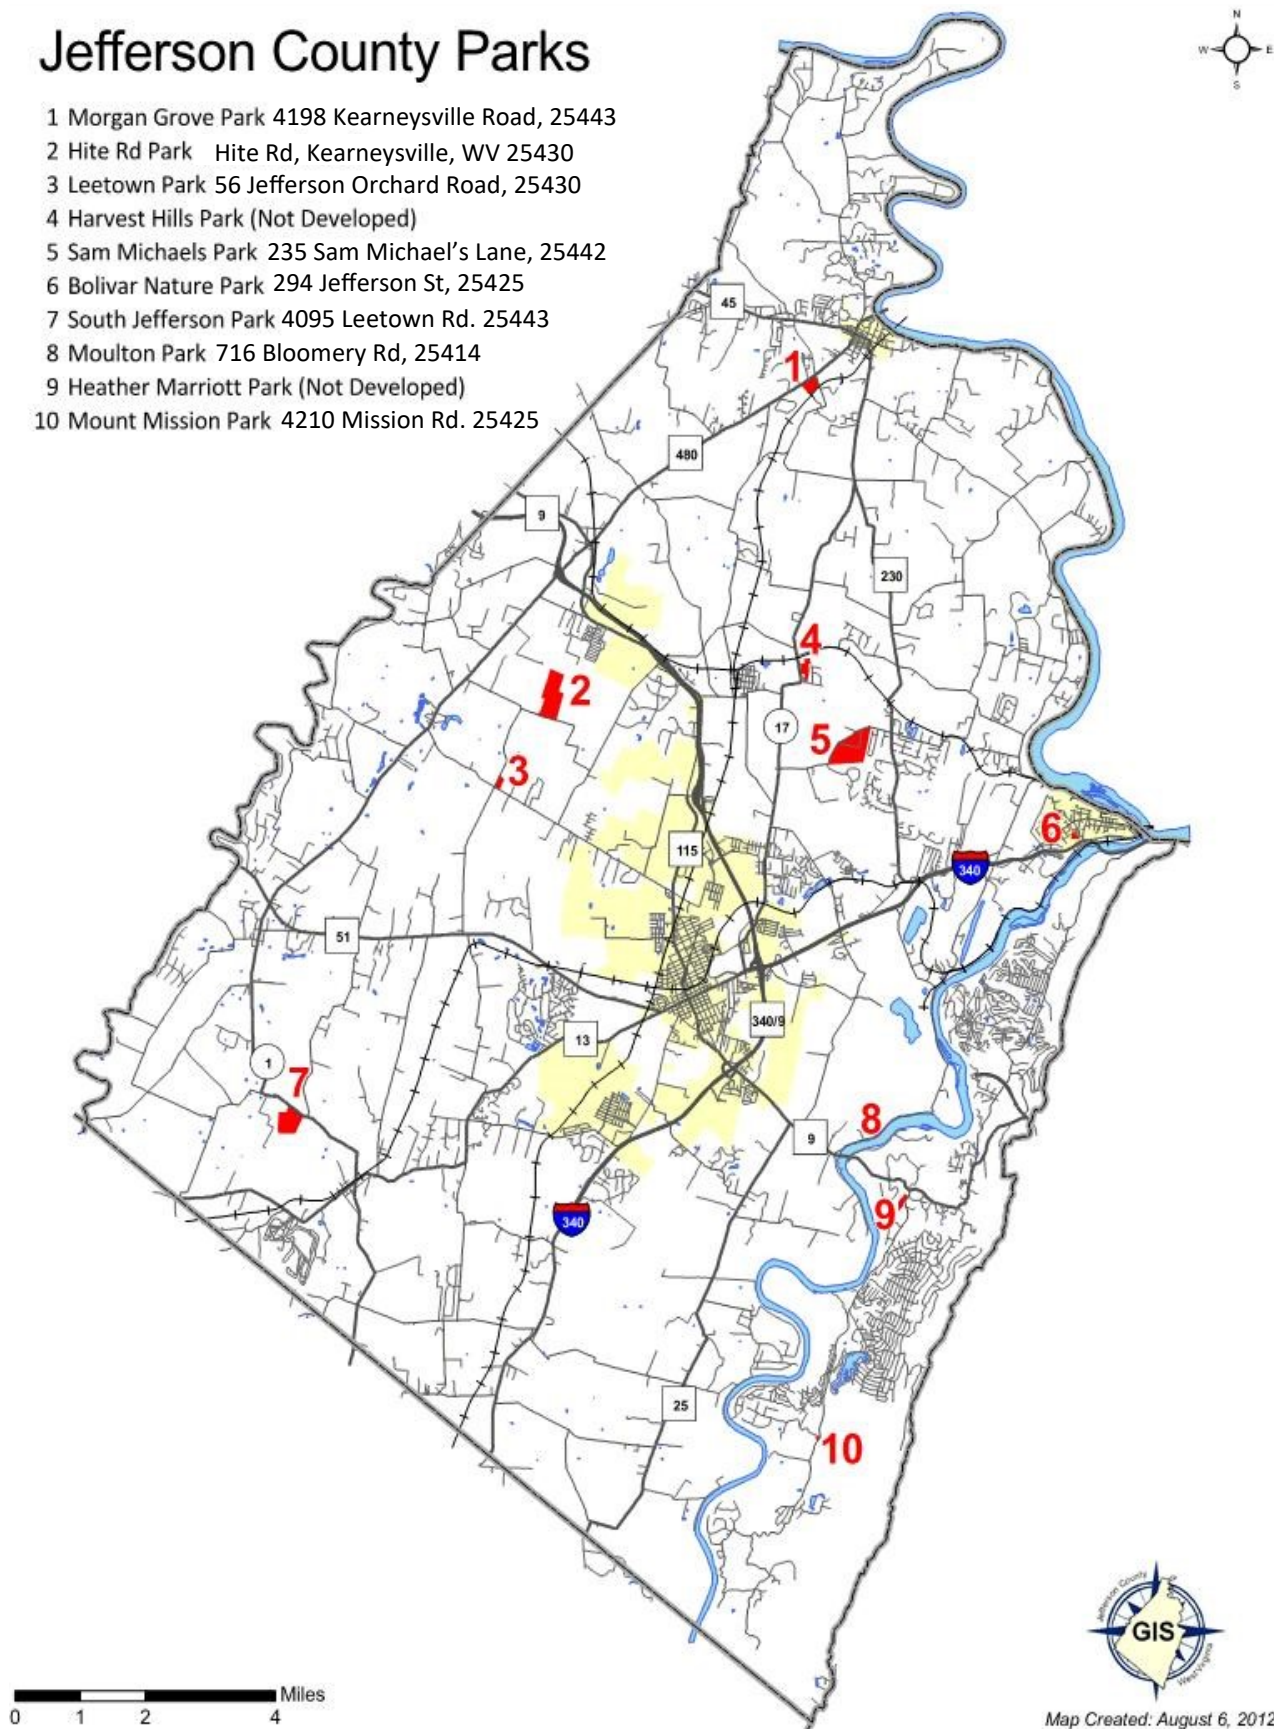 Jefferson County Parks
N
W E
S
1 Morgan Grove Park 4198 Kearneysville Road, 25443
2 Hite Rd Park Hite Rd, Kearneysville, WV 25430
3 Leetown Park 56 Jefferson Orchard Road, 25430
4 Harvest Hills Park (Not Developed)
5 Sam Michaels Park 235 Sam Michael’s Lane, 25442
6 Bolivar Nature Park 294 Jefferson St, 25425
7 South Jefferson Park 4095 Leetown Rd. 25443
8 Moulton Park 716 Bloomery Rd, 25414
9 Heather Marriott Park (Not Developed)
10 Mount Mission Park 4210 Mission Rd. 25425
45
1
480
9
230
4
2
17
5
3
6
115
340
51
340/9
13
1
7
8
9
9
340
25
10
Jefferson County
GIS
West Virginia
Miles
0 1 2 4
Map Created: August 6, 2012